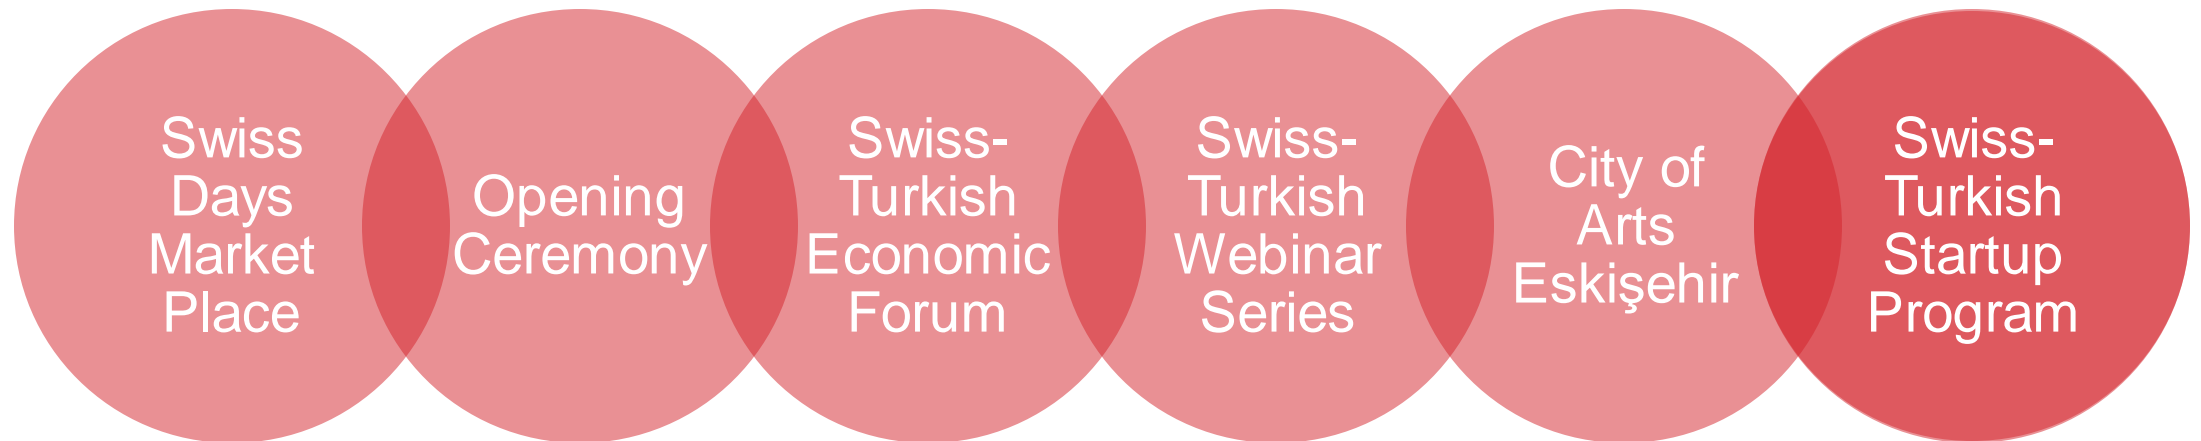 Swiss
Days
Market
Place
Opening
Ceremony
Swiss-
Turkish
Economic
Forum
Swiss-
Turkish
Webinar
Series
City of
Arts
Eskişehir
Swiss-
Turkish
Startup
Program